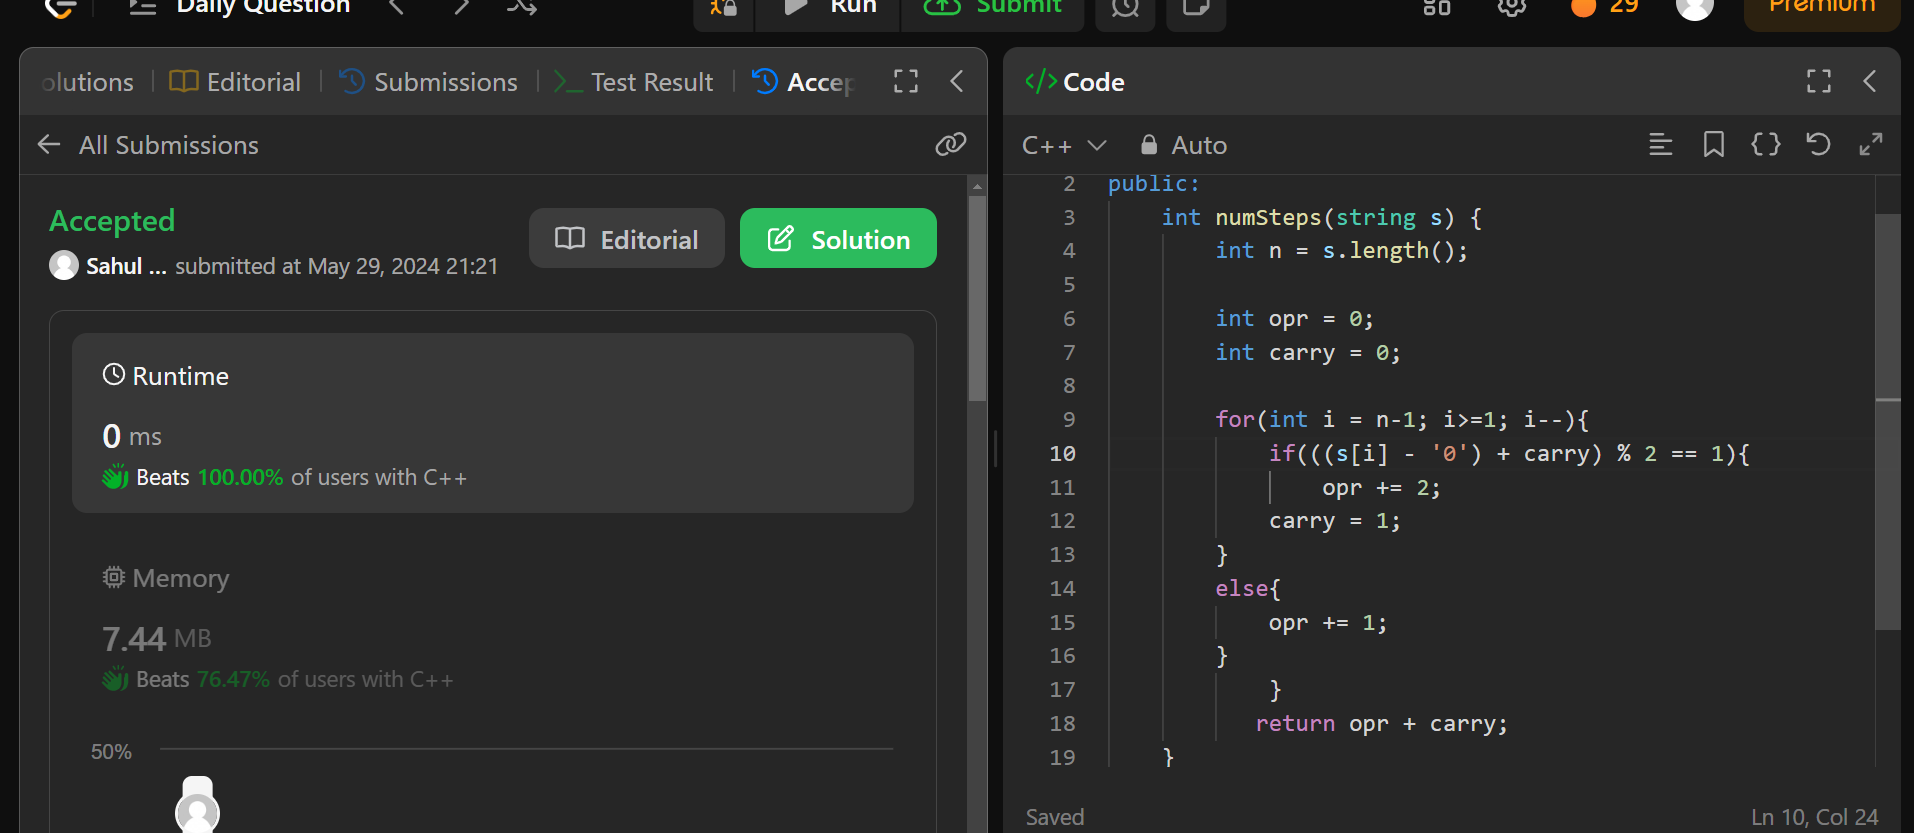 Daily Question
Run
Submit
29
Premium
olutions
Editorial
Submissions
Test Result
Accep
All Submissions
Accepted
Sahul ... submitted at May 29, 2024 21:21
Editorial
Solution
Runtime
0 ms
Beats 100.00% of users with C++
Memory
7.44 MB
Beats 76.47% of users with C++
50%
</> Code
C++
Auto
2 public:
3 int numSteps(string s) {
4 int n = s.length();
5
6 int opr = 0;
7 int carry = 0;
8
9 for(int i = n-1; i>=1; i--){
10 if(((s[i] - '0') + carry) % 2 == 1){
11 opr += 2;
12 carry = 1;
13 }
14 else{
15 opr += 1;
16 }
17 }
18 return opr + carry;
19 }
Saved
Ln 10, Col 24